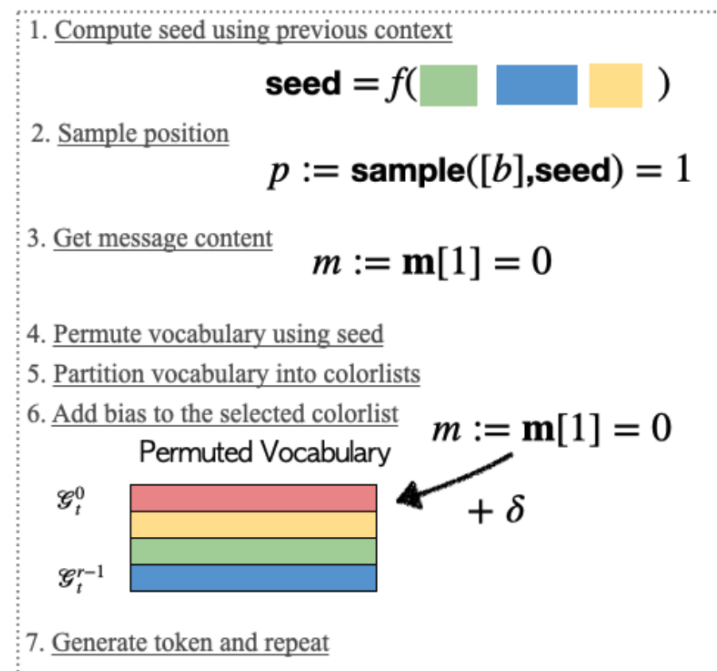 1. Compute seed using previous context
seed = f( )
2. Sample position
p := sample([b],seed) = 1
3. Get message content
m := m[1] = 0
4. Permute vocabulary using seed
5. Partition vocabulary into colorlists
6. Add bias to the selected colorlist
m := m[1] = 0
Permuted Vocabulary
𝒢ₜ⁰
+ δ
𝒢ₜʳ⁻¹
7. Generate token and repeat